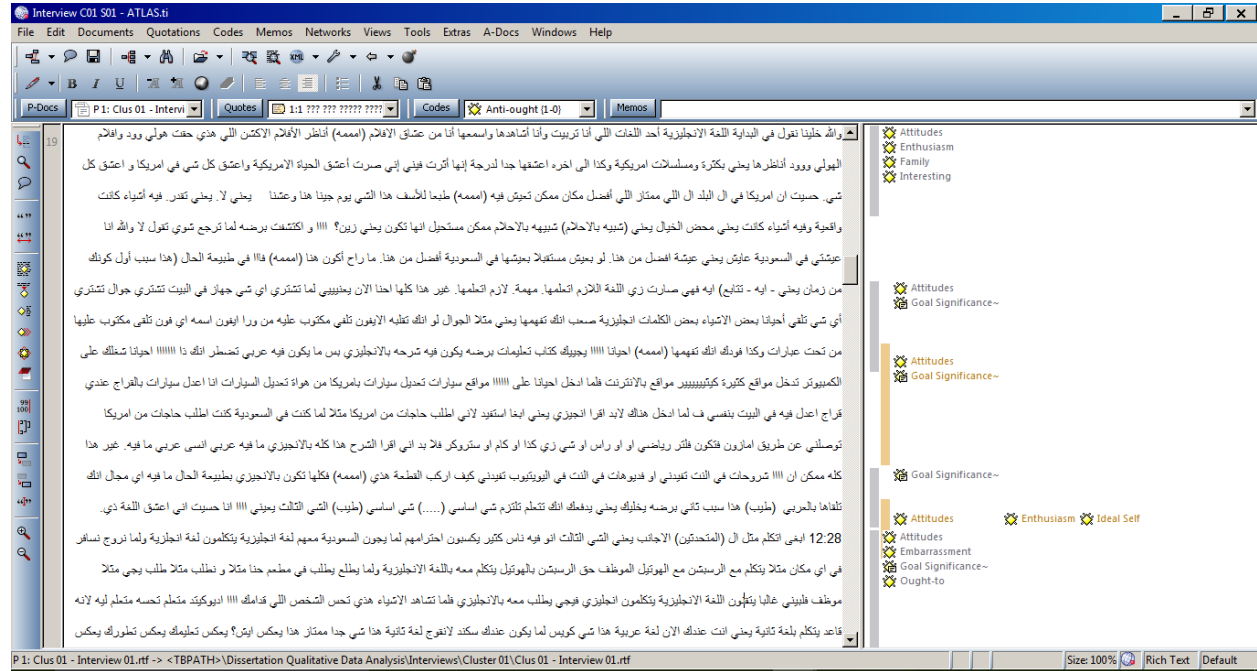 Interview C01 S01 - ATLAS.ti
File Edit Documents Quotations Codes Memos Networks Views Tools Extras A-Docs Windows Help
P-Docs P 1: Clus 01 - Intervi Quotes 1:1 ??? ??? ????? ???? Codes Anti-ought {1-0} Memos
19
والله خلينا نقول في البداية اللغة الانجليزية أحد اللغات اللي أنا تربيت وأنا أشاهدها واسمعها أنا من عشاق الافلام (اممم) أناظر الأفلام الاكشن اللي هذي حقت هولي وود وافلام
الهولي وود أناظرها يعني بكثرة ومسلسلات امريكية وكذا الى اخره اعشقها جدا لدرجة إنها أثرت فيني إني صرت أعشق الحياة الامريكية واعشق كل شي في امريكا و اعشق كل
شي. حسيت ان امريكا في ال البلد ال اللي ممتاز اللي أفضل مكان ممكن تعيش فيه (اممم) طبعا للأسف هذا الشي يوم جينا هنا وعشنا يعني لا. يعني تقدر. فيه أشياء كانت
واقعية وفيه أشياء كانت يعني محض الخيال يعني (شبيه بالاحلام) شبيهه بالاحلام ممكن مستحيل انها تكون يعني زين؟ اااا و اكتشفت برضه لما ترجع شوي تقول لا والله انا
عيشتي في السعودية عايش يعني عيشة افضل من هنا. لو بعيش مستقبلا بعيشها في السعودية أفضل من هنا. ما راح أكون هنا (اممم) فااا في طبيعة الحال (هذا سبب أول كونك
من زمان يعني - ايه - تتابع) ايه فهي صارت زي اللغة اللازم اتعلمها. مهمة. لازم اتعلمها. غير هذا كلها احنا الان يعنيييي لما تشتري اي شي جهاز في البيت تشتري جوال تشتري
أي شي تلقي أحيانا بعض الاشياء بعض الكلمات انجليزية صعب انك تفهمها يعني مثلا الجوال لو انك تقلبه الايفون تلقي مكتوب عليه من ورا ايفون اسمه اي فون تلقى مكتوب عليها
من تحت عبارات وكذا فودك انك تفهمها (اممم) احيانا ااااا يجيبك كتاب تعليمات برضه يكون فيه شرحه بالانجليزي بس ما يكون فيه عربي تضطر انك ذا ااااااا احيانا شغلك على
الكمبيوتر تدخل مواقع كثيرة كيثيييييير مواقع بالانترنت فلما ادخل احيانا على اااااا مواقع سيارات تعديل سيارات بامريكا من هواة تعديل السيارات انا اعدل سيارات بالقراج عندي
قراج اعدل فيه في البيت بنفسي ف لما ادخل هناك لابد اقرا انجيزي يعني ابغا استفيد لاني اطلب حاجات من امريكا مثلا لما كنت في السعودية كنت اطلب حاجات من امريكا
توصلني عن طريق امازون فتكون فلتر رياضي او او راس او شي زي كذا او كام او ستروكر فلا بد اني اقرا الشرح هذا كله بالانجيزي ما فيه عربي انسى عربي ما فيه. غير هذا
كله ممكن ان اااا شروحات في النت تفيدني او فديوهات في النت في اليويتيوب تفيدني كيف اركب القطعة هذي (اممم) فكلها تكون بالانجيزي بطبيعة الحال ما فيه اي مجال انك
تلقاها بالعربي (طيب) هذا سبب ثاني برضه يخليك يعني يدفعك انك تتعلم تلتزم شي اساسي (.....) شي اساسي (طيب) الشي الثالث يعيني اااا انا حسيت اني اعشق اللغة ذي.
12:28 ابغى اتكلم مثل ال (المتحدثين) الاجانب يعني الشي الثالث انو فيه ناس كثير يكسبون احترامهم لما يجون السعودية معهم لغة انجليزية يتكلمون لغة انجلزية ولما نروح نسافر
في اي مكان مثلا يتكلم مع الرسبشن مع الهوتيل الموظف حق الرسبشن بالهوتيل يتكلم معه باللغة الانجليزية ولما يطلع يطلب في مطعم حنا مثلا و نطلب مثلا طلب يجي مثلا
موظف فلبيني غالبا يتقنون اللغة الانجليزية يتكلمون انجليزي فيجي يطلب معه بالانجليزي فلما تشاهد الاشياء هذي تحس الشخص اللي قدامك اااا اديوكيتد متعلم تحسه متعلم ليه لانه
قاعد يتكلم بلغة ثانية يعني انت عندك الان لغة عربية هذا شي كويس لما يكون عندك سكند لانقوج لغة ثانية هذا شي جدا ممتاز هذا يعكس ايش؟ يعكس تعليمك يعكس تطورك يعكس
Attitudes
Enthusiasm
Family
Interesting
Attitudes
Goal Significance~
Attitudes
Goal Significance~
Goal Significance~
Attitudes Enthusiasm Ideal Self
Attitudes
Embarrassment
Goal Significance~
Ought-to
P 1: Clus 01 - Interview 01.rtf -> <TBPATH>\Dissertation Qualitative Data Analysis\Interviews\Cluster 01\Clus 01 - Interview 01.rtf Size: 100% Rich Text Default